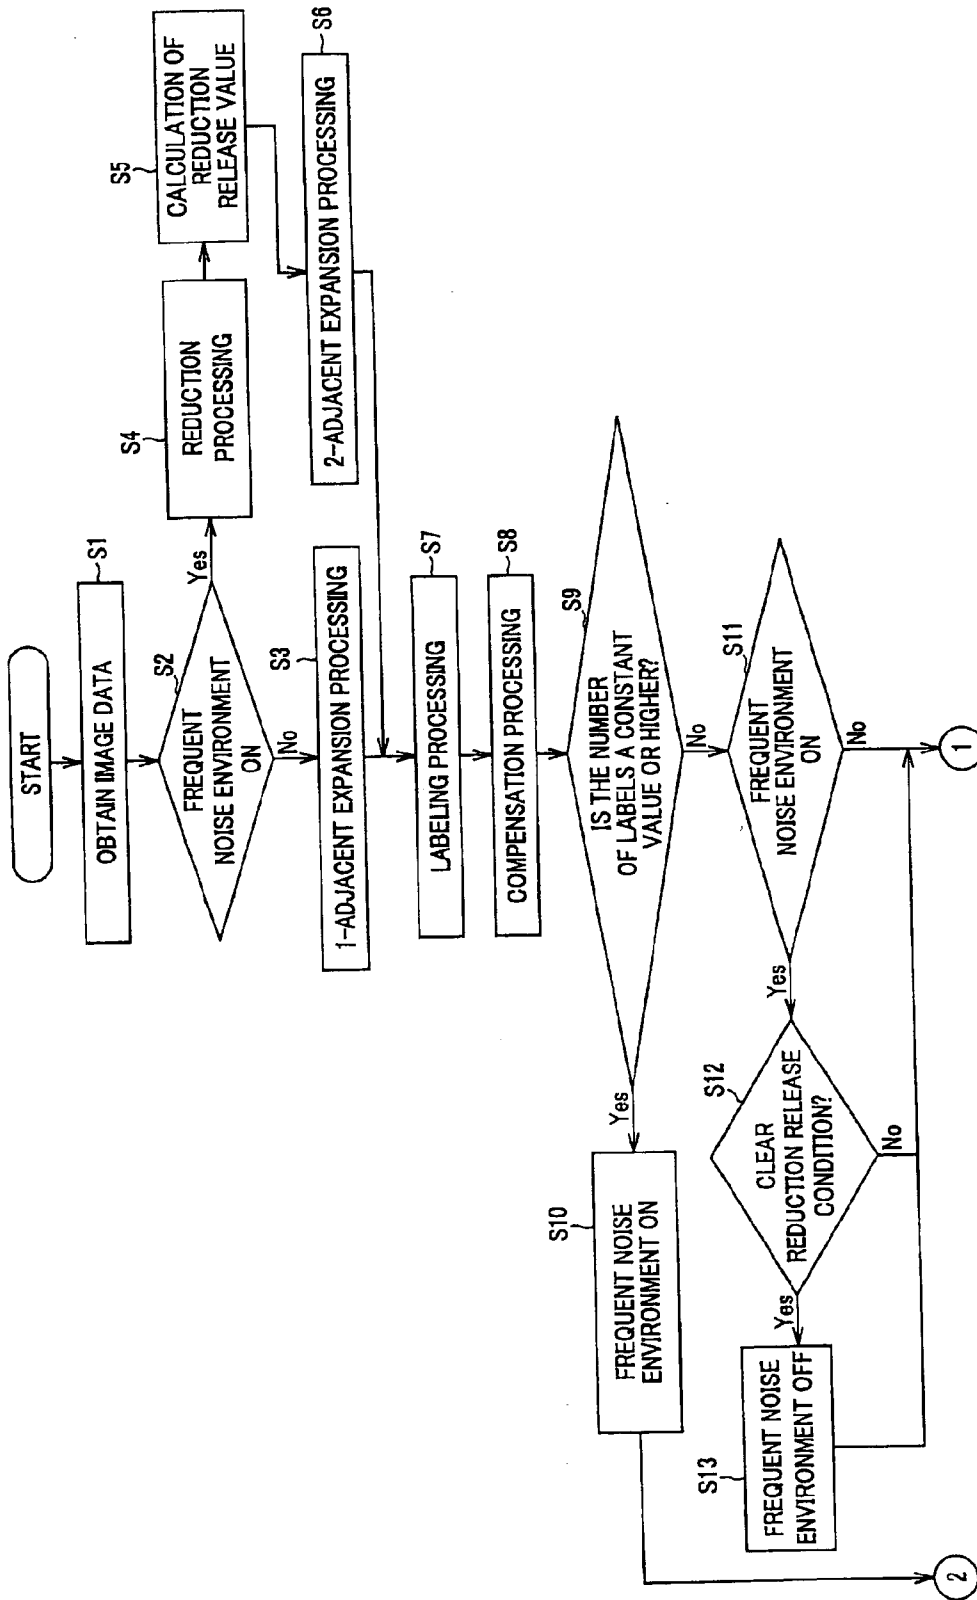 START
S1
OBTAIN IMAGE DATA
S2
FREQUENT
NOISE ENVIRONMENT
ON
Yes
No
S4
REDUCTION
PROCESSING
S5
CALCULATION OF
REDUCTION
RELEASE VALUE
S3
1-ADJACENT EXPANSION PROCESSING
S6
2-ADJACENT EXPANSION PROCESSING
S7
LABELING PROCESSING
S8
COMPENSATION PROCESSING
S9
IS THE NUMBER
OF LABELS A CONSTANT
VALUE OR HIGHER?
Yes
No
S10
FREQUENT NOISE
ENVIRONMENT ON
S11
FREQUENT
NOISE ENVIRONMENT
ON
Yes
No
S12
CLEAR
REDUCTION RELEASE
CONDITION?
Yes
No
S13
FREQUENT NOISE
ENVIRONMENT OFF
2
1